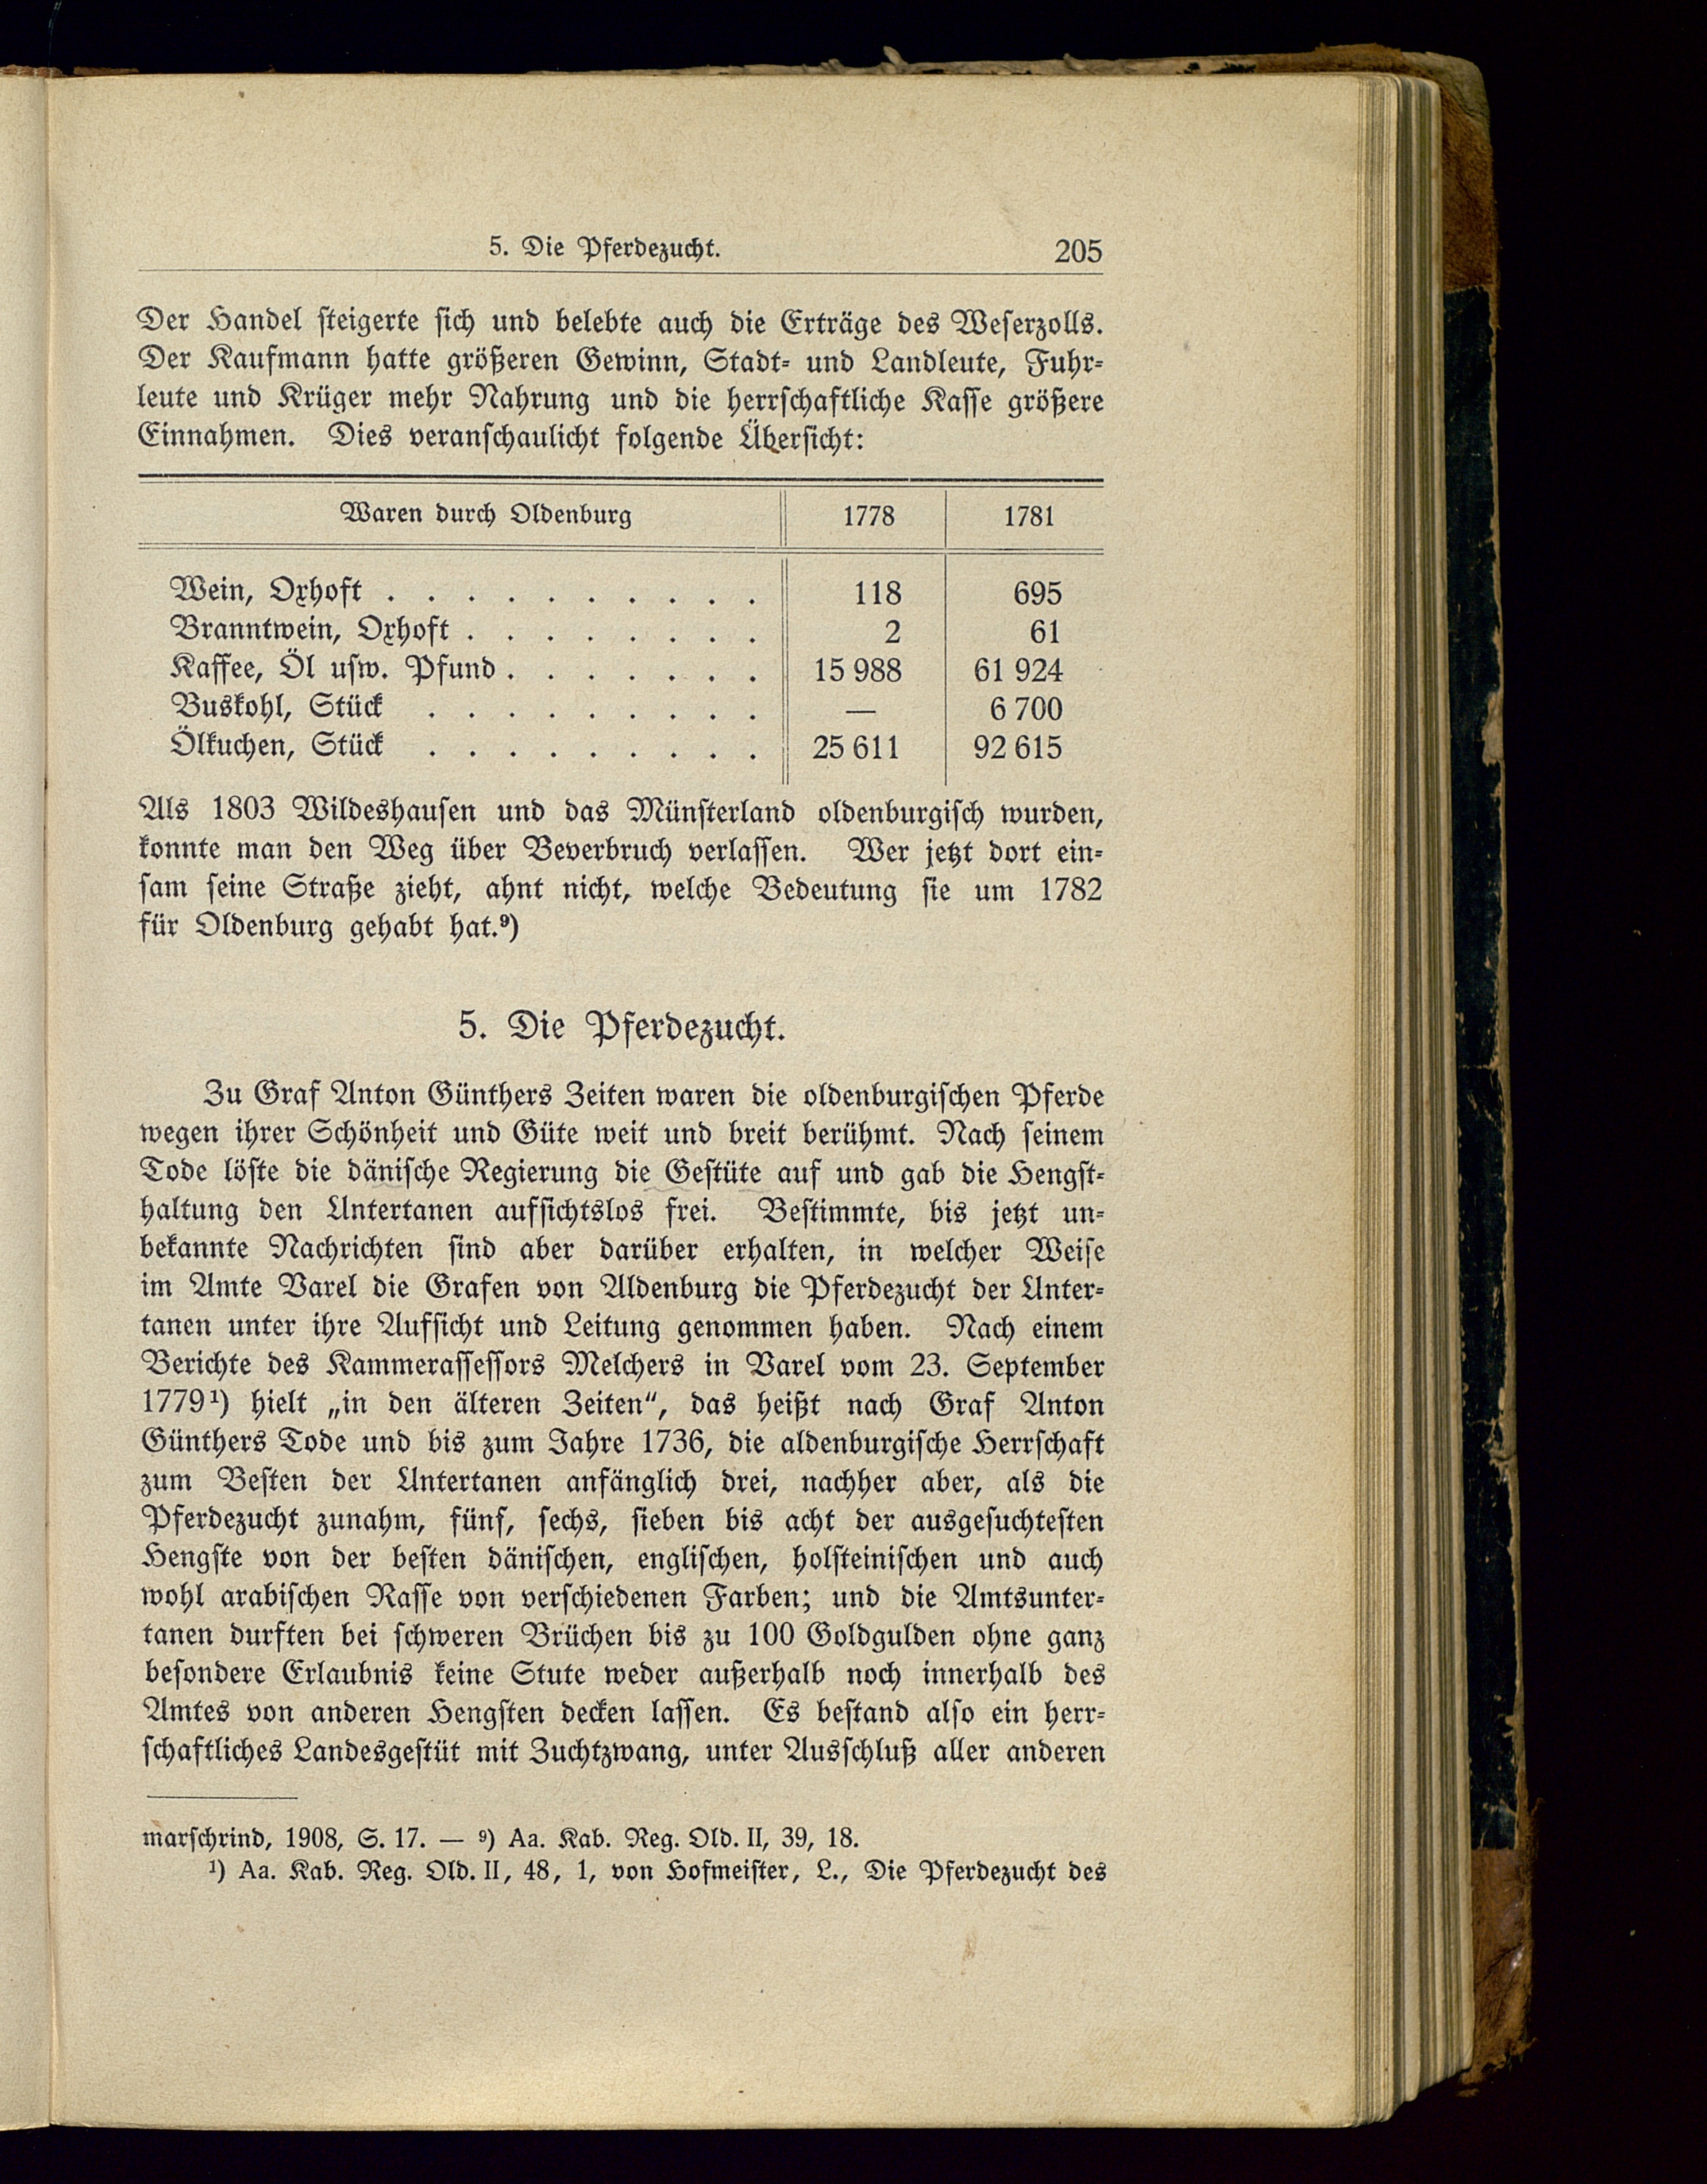 5. Die Pferdezucht. 205
Der Handel steigerte sich und belebte auch die Erträge des Weserzolls.
Der Kaufmann hatte größeren Gewinn, Stadt- und Landleute, Fuhr-
leute und Krüger mehr Nahrung und die herrschaftliche Kasse größere
Einnahmen. Dies veranschaulicht folgende Übersicht:
Waren durch Oldenburg 1778 1781
Wein, Oxhoft . . . . . . . . . . 118 695
Branntwein, Oxhoft . . . . . . . . 2 61
Kaffee, Öl usw. Pfund . . . . . . . 15 988 61 924
Buskohl, Stück . . . . . . . . . — 6 700
Ölkuchen, Stück . . . . . . . . . 25 611 92 615
Als 1803 Wildeshausen und das Münsterland oldenburgisch wurden,
konnte man den Weg über Beverbruch verlassen. Wer jetzt dort ein-
sam seine Straße zieht, ahnt nicht, welche Bedeutung sie um 1782
für Oldenburg gehabt hat.⁹)
5. Die Pferdezucht.
Zu Graf Anton Günthers Zeiten waren die oldenburgischen Pferde
wegen ihrer Schönheit und Güte weit und breit berühmt. Nach seinem
Tode löste die dänische Regierung die Gestüte auf und gab die Hengst-
haltung den Untertanen aufsichtslos frei. Bestimmte, bis jetzt un-
bekannte Nachrichten sind aber darüber erhalten, in welcher Weise
im Amte Varel die Grafen von Aldenburg die Pferdezucht der Unter-
tanen unter ihre Aufsicht und Leitung genommen haben. Nach einem
Berichte des Kammerassessors Melchers in Varel vom 23. September
1779¹) hielt „in den älteren Zeiten“, das heißt nach Graf Anton
Günthers Tode und bis zum Jahre 1736, die aldenburgische Herrschaft
zum Besten der Untertanen anfänglich drei, nachher aber, als die
Pferdezucht zunahm, fünf, sechs, sieben bis acht der ausgesuchtesten
Hengste von der besten dänischen, englischen, holsteinischen und auch
wohl arabischen Rasse von verschiedenen Farben; und die Amtsunter-
tanen durften bei schweren Brüchen bis zu 100 Goldgulden ohne ganz
besondere Erlaubnis keine Stute weder außerhalb noch innerhalb des
Amtes von anderen Hengsten decken lassen. Es bestand also ein herr-
schaftliches Landesgestüt mit Zuchtzwang, unter Ausschluß aller anderen
marschrind, 1908, S. 17. — ⁹) Aa. Kab. Reg. Old. II, 39, 18.
¹) Aa. Kab. Reg. Old. II, 48, 1, von Hofmeister, L., Die Pferdezucht des